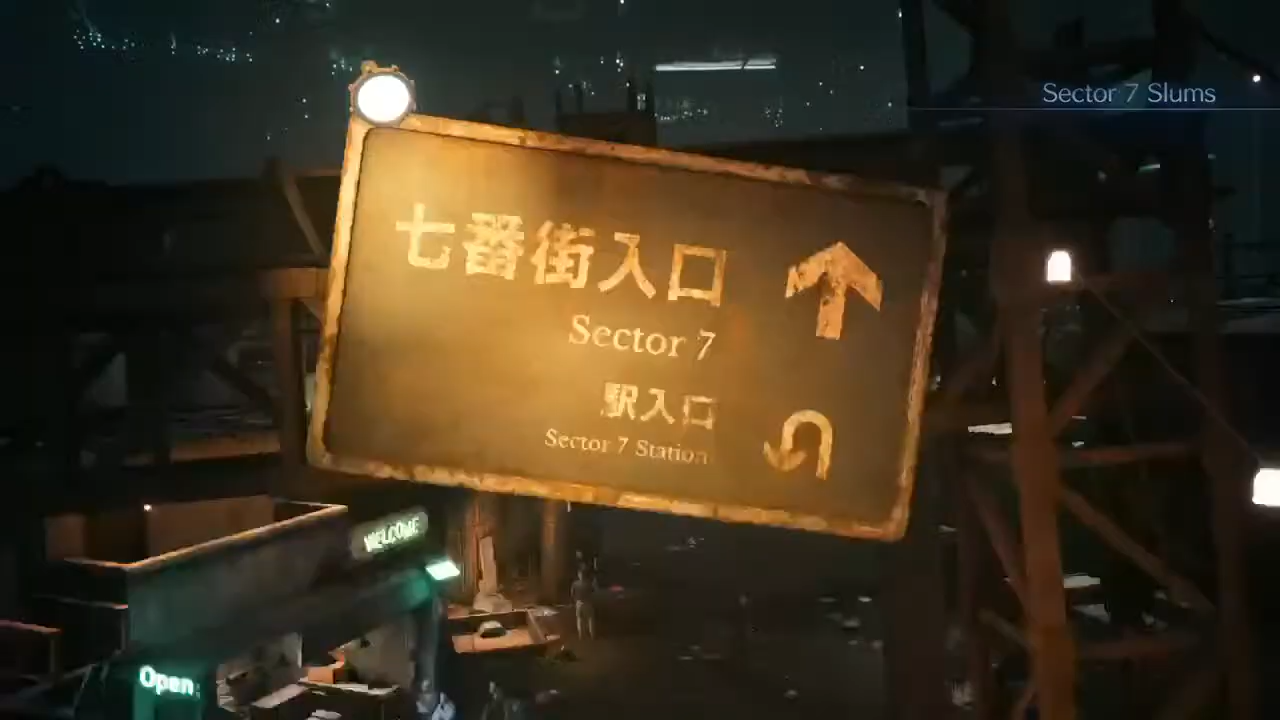 Sector 7 Slums
七番街入口
Sector 7
駅入口
Sector 7 Station
WELCOME
Open